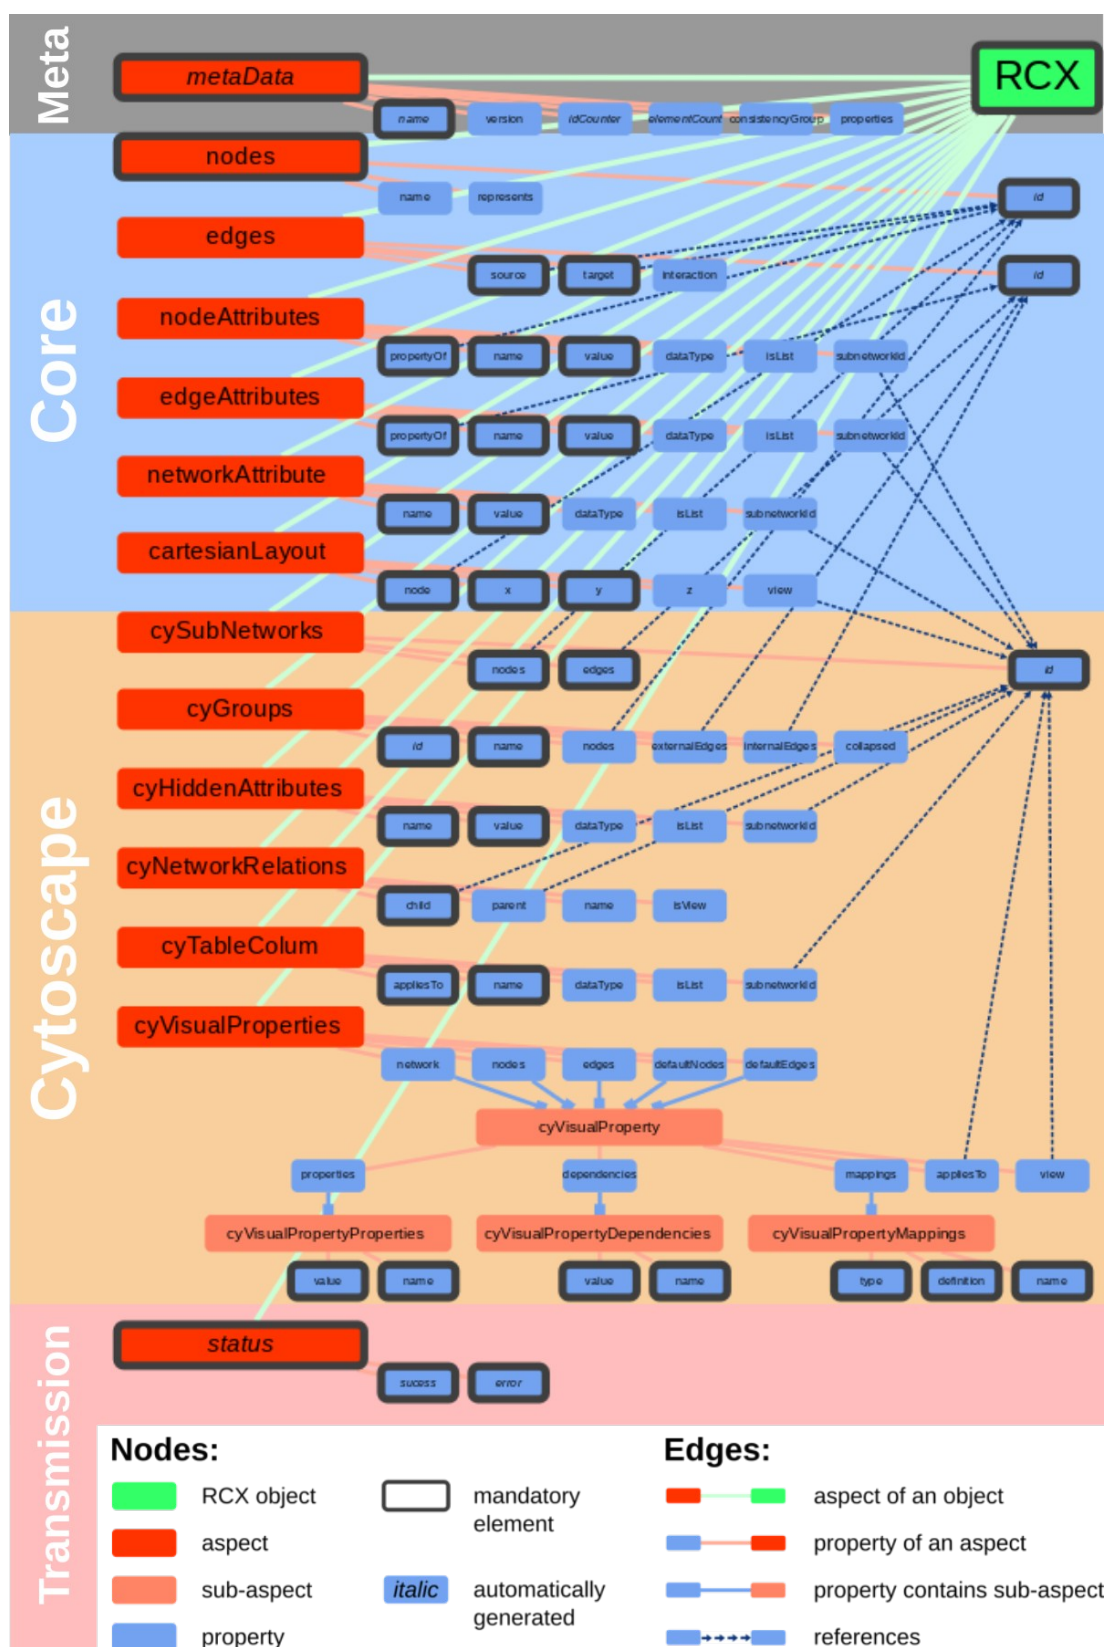 Meta
metaData
RCX
name version idCounter elementCount consistencyGroup properties
Core
nodes
name represents id
edges
source target interaction id
nodeAttributes
propertyOf name value dataType isList subnetworkId
edgeAttributes
propertyOf name value dataType isList subnetworkId
networkAttribute
name value dataType isList subnetworkId
cartesianLayout
node x y z view
Cytoscape
cySubNetworks
nodes edges id
cyGroups
id name nodes externalEdges internalEdges collapsed
cyHiddenAttributes
name value dataType isList subnetworkId
cyNetworkRelations
child parent name isView
cyTableColum
appliesTo name dataType isList subnetworkId
cyVisualProperties
network nodes edges defaultNodes defaultEdges
cyVisualProperty
properties dependencies mappings appliesTo view
cyVisualPropertyProperties cyVisualPropertyDependencies cyVisualPropertyMappings
value name value name type definition name
Transmission
status
sucess error
Nodes:
RCX object
aspect
sub-aspect
property
mandatory
element
italic automatically
generated
Edges:
aspect of an object
property of an aspect
property contains sub-aspect
references